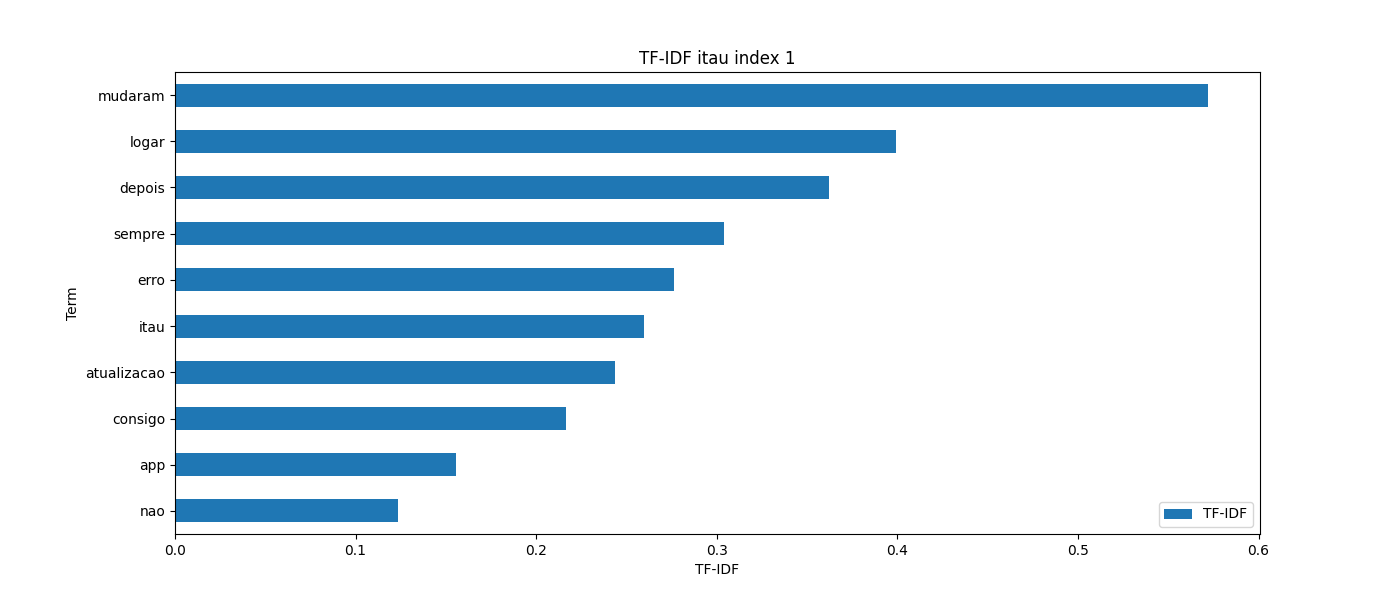 TF-IDF itau index 1
mudaram
logar
depois
sempre
erro
itau
atualizacao
consigo
app
nao
Term
TF-IDF
0.0 0.1 0.2 0.3 0.4 0.5 0.6
TF-IDF